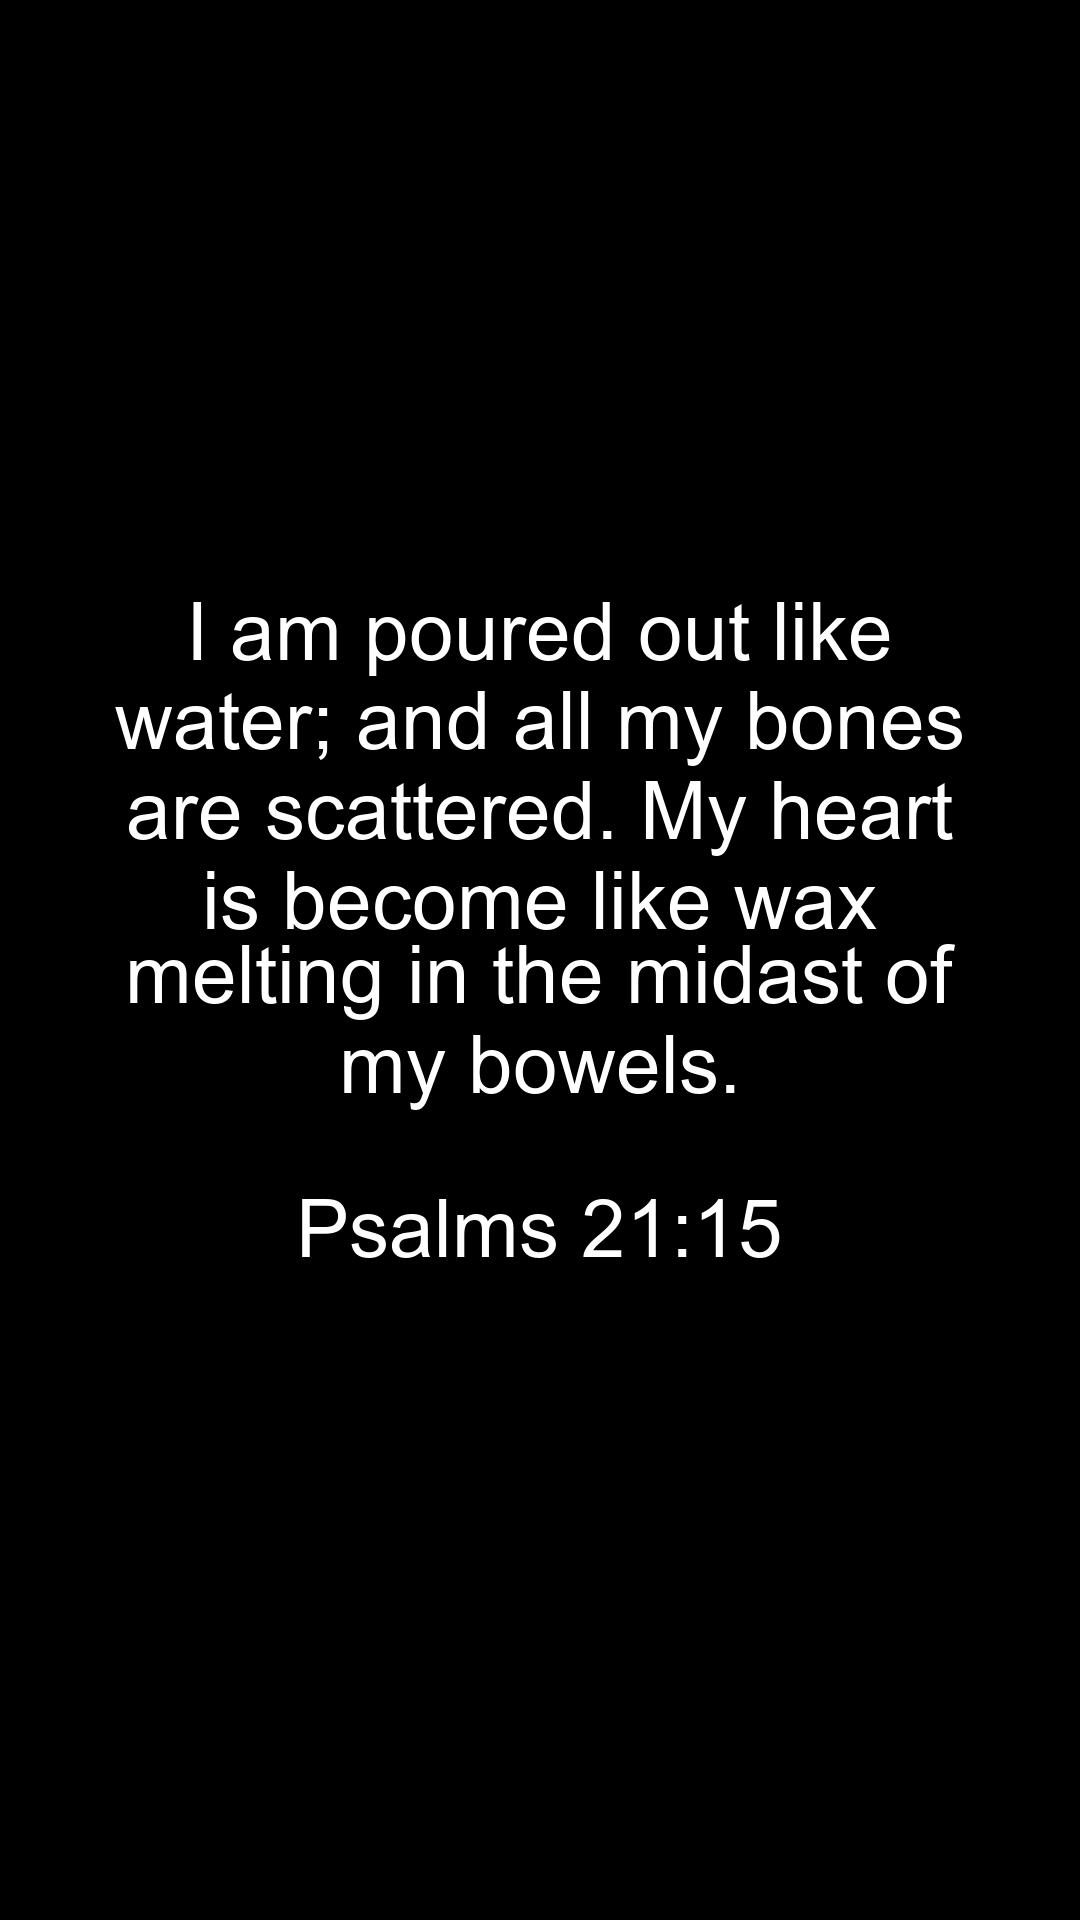 I am poured out like
water; and all my bones
are scattered. My heart
is become like wax
melting in the midast of
my bowels.
Psalms 21:15